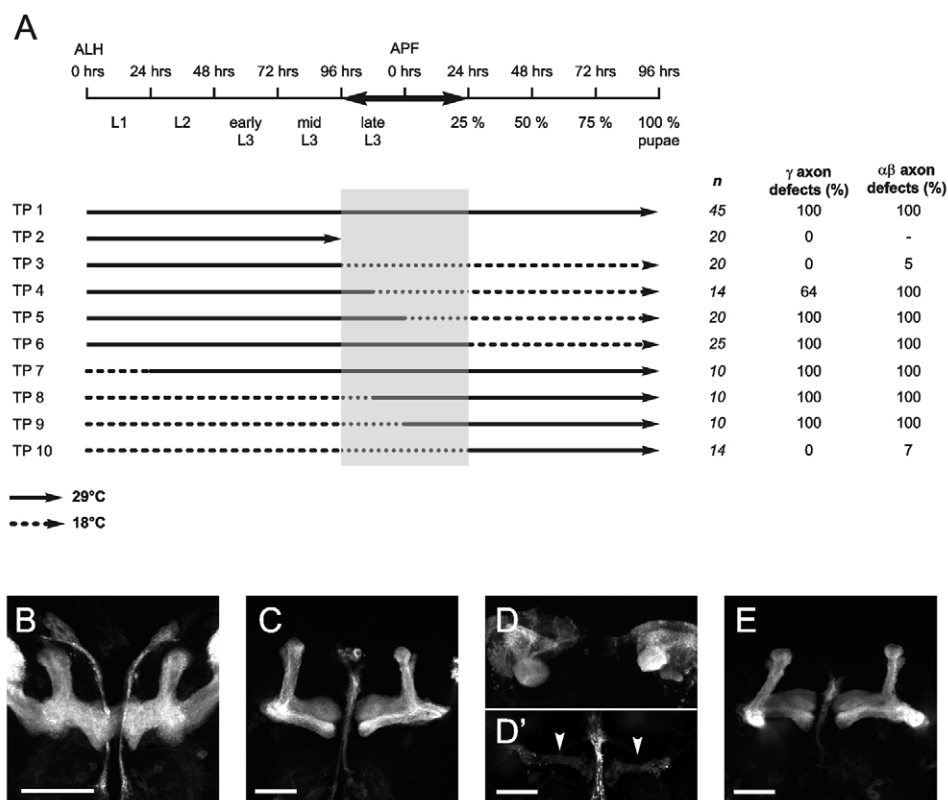 A
ALH APF
0 hrs 24 hrs 48 hrs 72 hrs 96 hrs 0 hrs 24 hrs 48 hrs 72 hrs 96 hrs
L1 L2 early mid late 25 % 50 % 75 % 100 %
L3 L3 L3 pupae
n γ axon αβ axon
defects (%) defects (%)
TP 1 45 100 100
TP 2 20 0 -
TP 3 20 0 5
TP 4 14 64 100
TP 5 20 100 100
TP 6 25 100 100
TP 7 10 100 100
TP 8 10 100 100
TP 9 10 100 100
TP 10 14 0 7
29°C
18°C
B C D E
D'